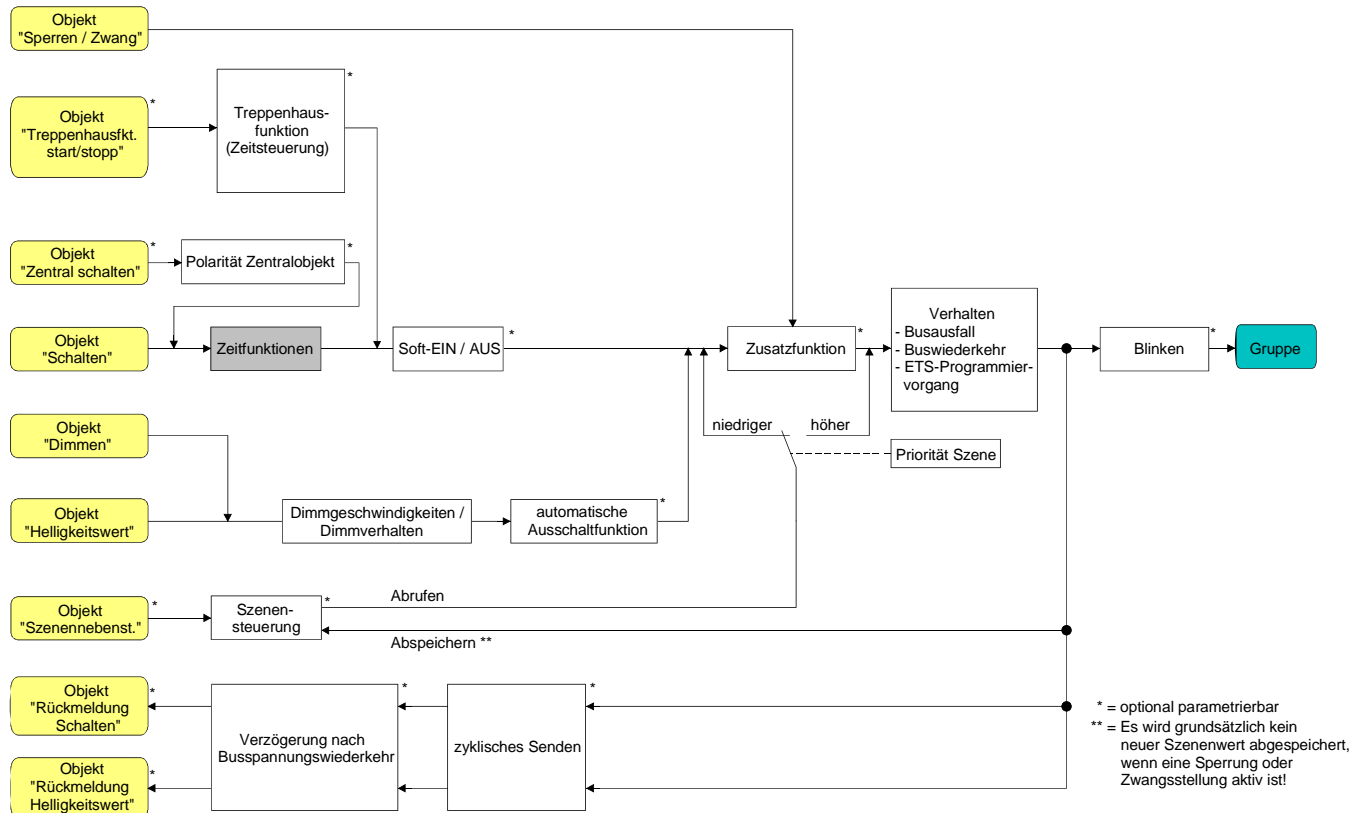 Objekt
"Sperren / Zwang"
*
*
Objekt
"Treppenhausfkt.
start/stopp"
Treppenhaus-
funktion
(Zeitsteuerung)
*
*
Objekt
"Zentral schalten"
Polarität Zentralobjekt
Objekt
"Schalten"
Zeitfunktionen
*
Soft-EIN / AUS
*
Zusatzfunktion
Verhalten
- Busausfall
- Buswiederkehr
- ETS-Programmier-
vorgang
*
Blinken
Gruppe
niedriger
höher
Priorität Szene
Objekt
"Dimmen"
Objekt
"Helligkeitswert"
Dimmgeschwindigkeiten /
Dimmverhalten
*
automatische
Ausschaltfunktion
*
*
Objekt
"Szenennebenst."
Szenen-
steuerung
Abrufen
Abspeichern **
*
*
*
Objekt
"Rückmeldung
Schalten"
Verzögerung nach
Busspannungswiederkehr
zyklisches Senden
*
Objekt
"Rückmeldung
Helligkeitswert"
* = optional parametrierbar
** = Es wird grundsätzlich kein
neuer Szenenwert abgespeichert,
wenn eine Sperrung oder
Zwangsstellung aktiv ist!